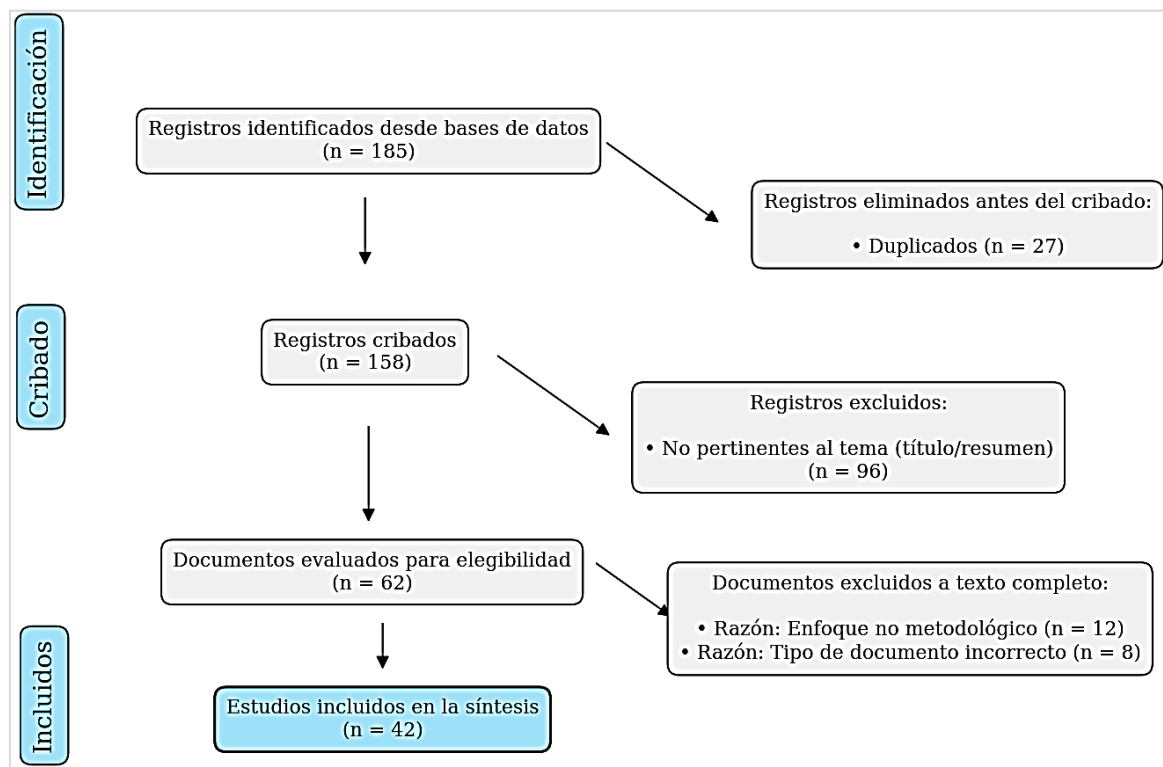 Identificación
Registros identificados desde bases de datos
(n = 185)
Registros eliminados antes del cribado:
• Duplicados (n = 27)
Cribado
Registros cribados
(n = 158)
Registros excluidos:
• No pertinentes al tema (título/resumen)
(n = 96)
Documentos evaluados para elegibilidad
(n = 62)
Documentos excluidos a texto completo:
• Razón: Enfoque no metodológico (n = 12)
• Razón: Tipo de documento incorrecto (n = 8)
Incluidos
Estudios incluidos en la síntesis
(n = 42)